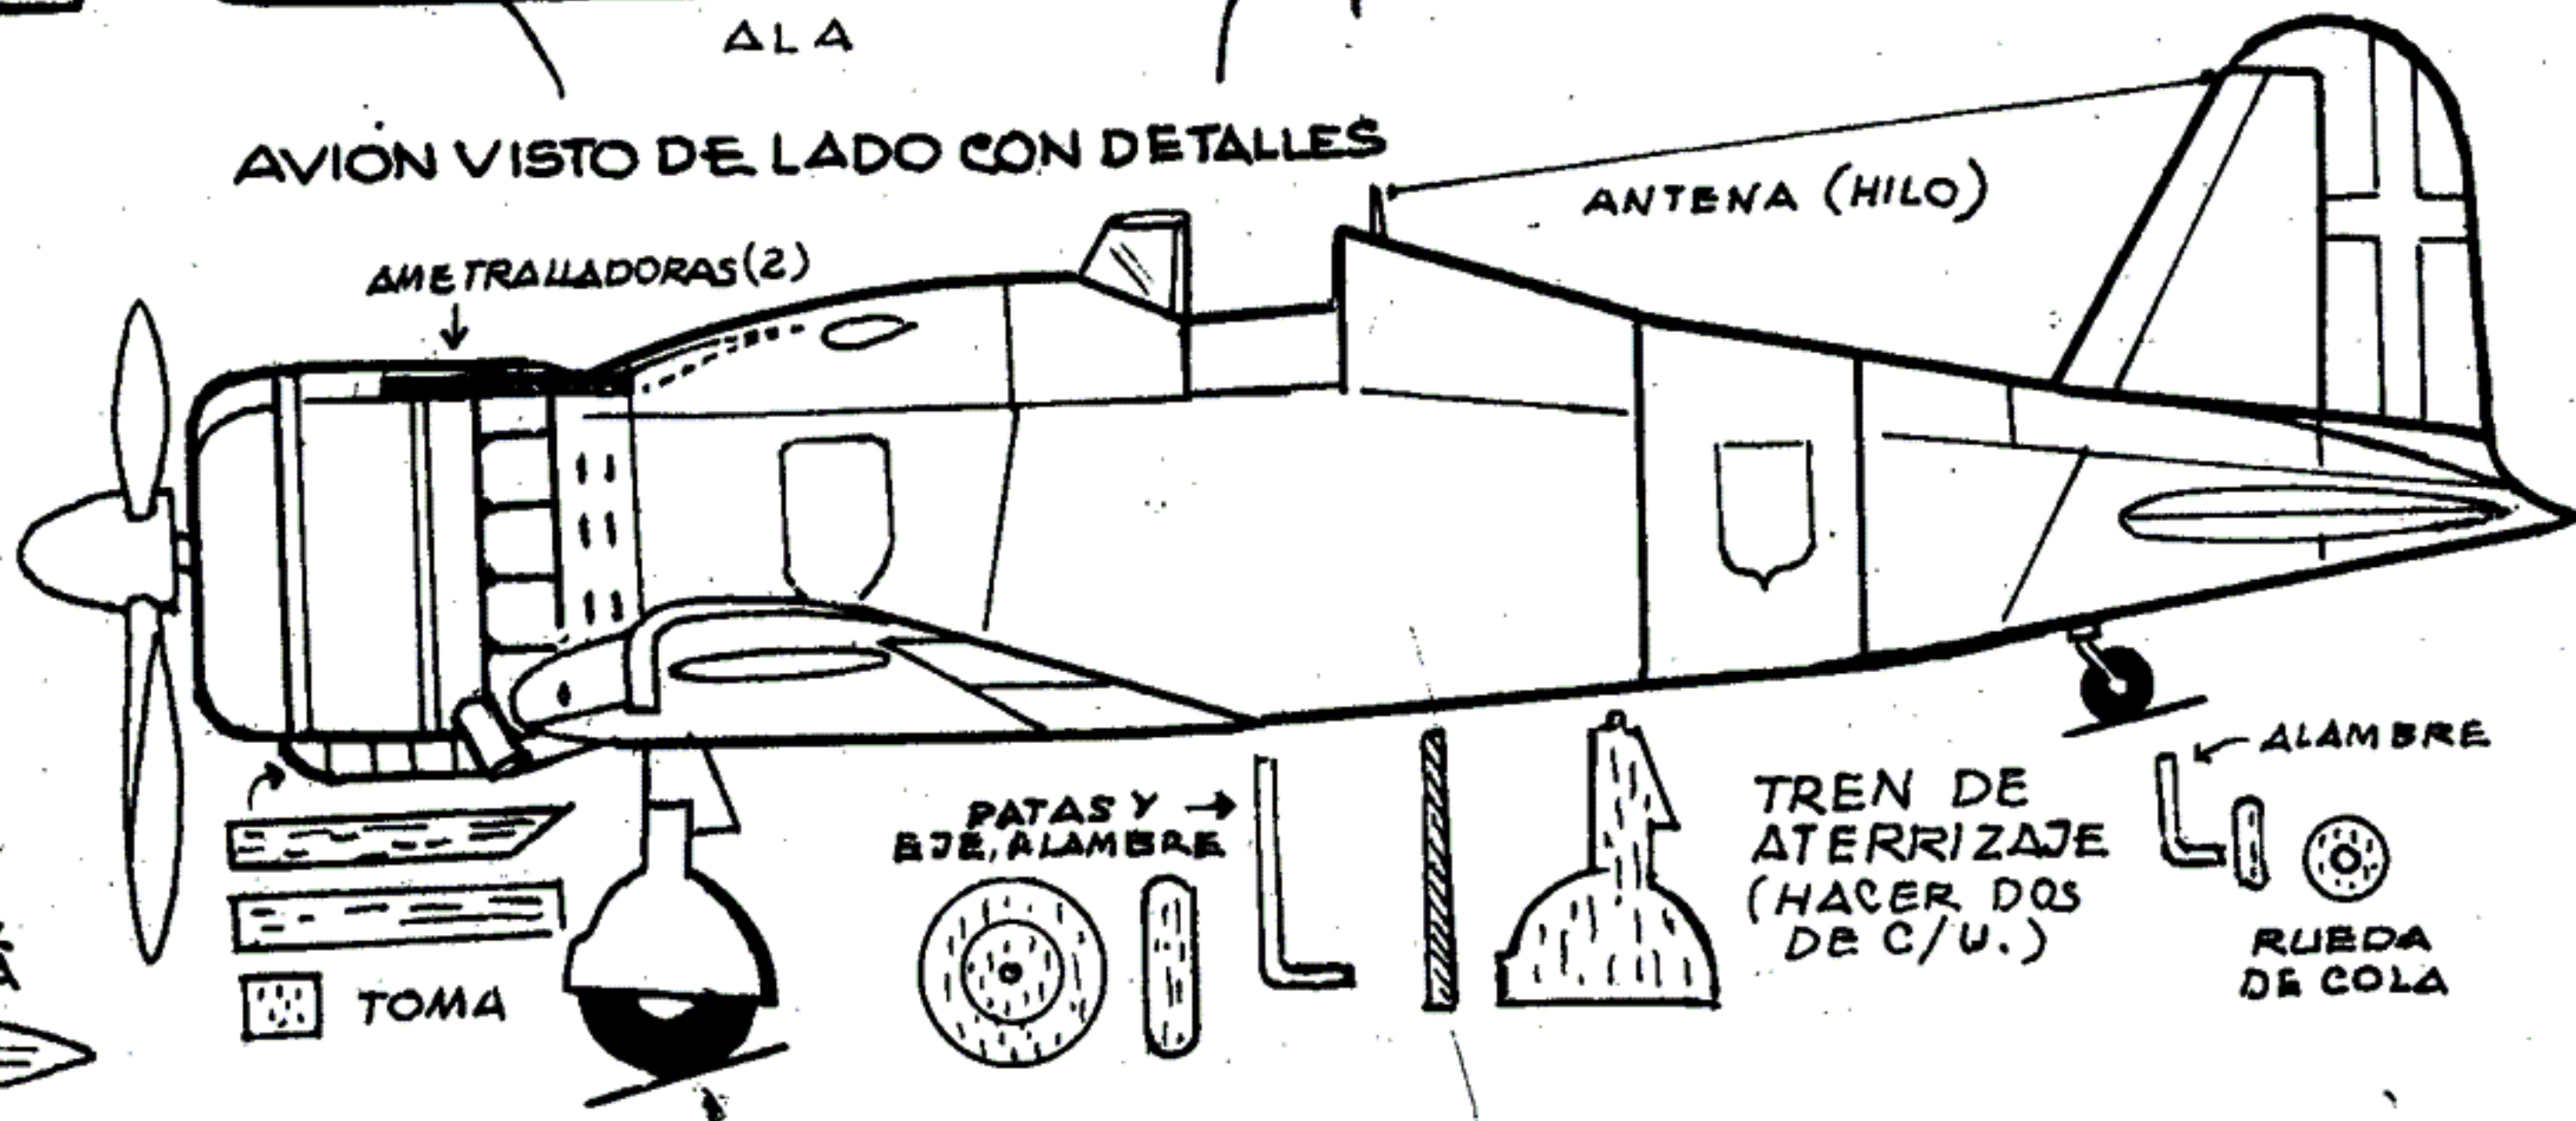 ALA
AVIÓN VISTO DE LADO CON DETALLES
ANTENA (HILO)
AMETRALLADORAS (2)
ALAMBRE
PATAS Y
EJE, ALAMBRE
TREN DE
ATERRIZAJE
(HACER DOS
DE C/U.)
RUEDA
DE COLA
TOMA